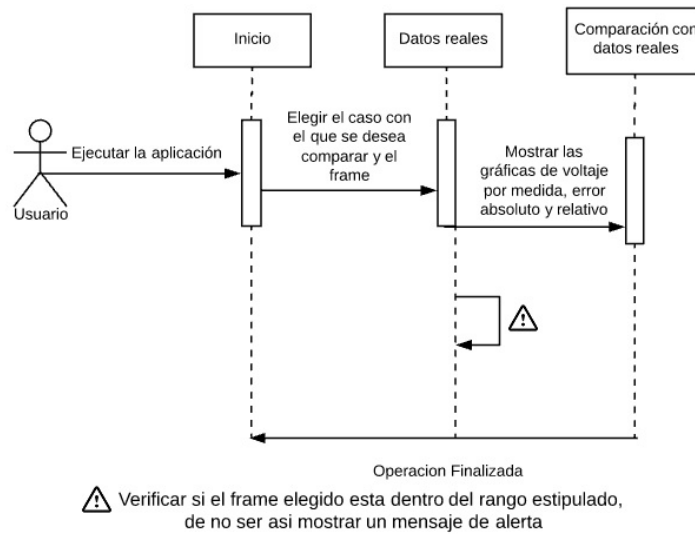 Inicio
Datos reales
Comparación con
datos reales
Ejecutar la aplicación
Usuario
Elegir el caso con
el que se desea
comparar y el
frame
Mostrar las
gráficas de voltaje
por medida, error
absoluto y relativo
Operacion Finalizada
Verificar si el frame elegido esta dentro del rango estipulado,
de no ser asi mostrar un mensaje de alerta